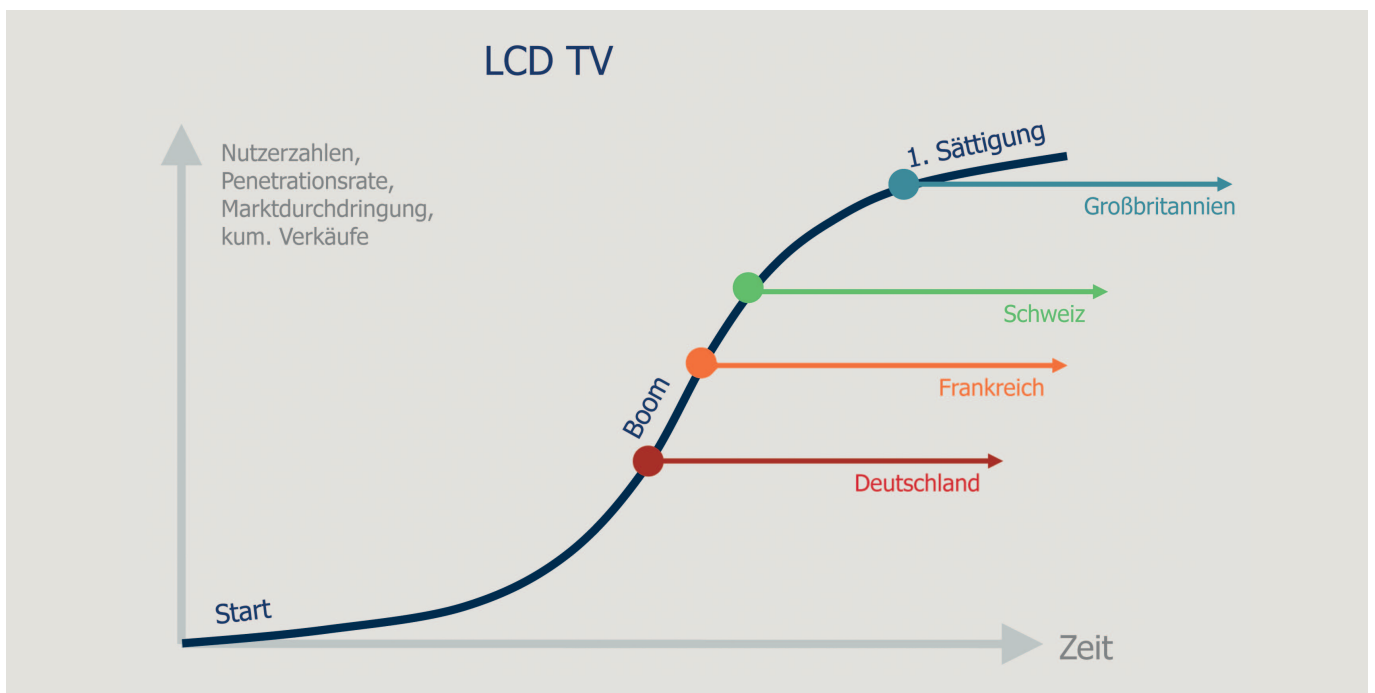 LCD TV
Nutzerzahlen,
Penetrationsrate,
Marktdurchdringung,
kum. Verkäufe
1. Sättigung
Großbritannien
Schweiz
Frankreich
Boom
Deutschland
Start
Zeit